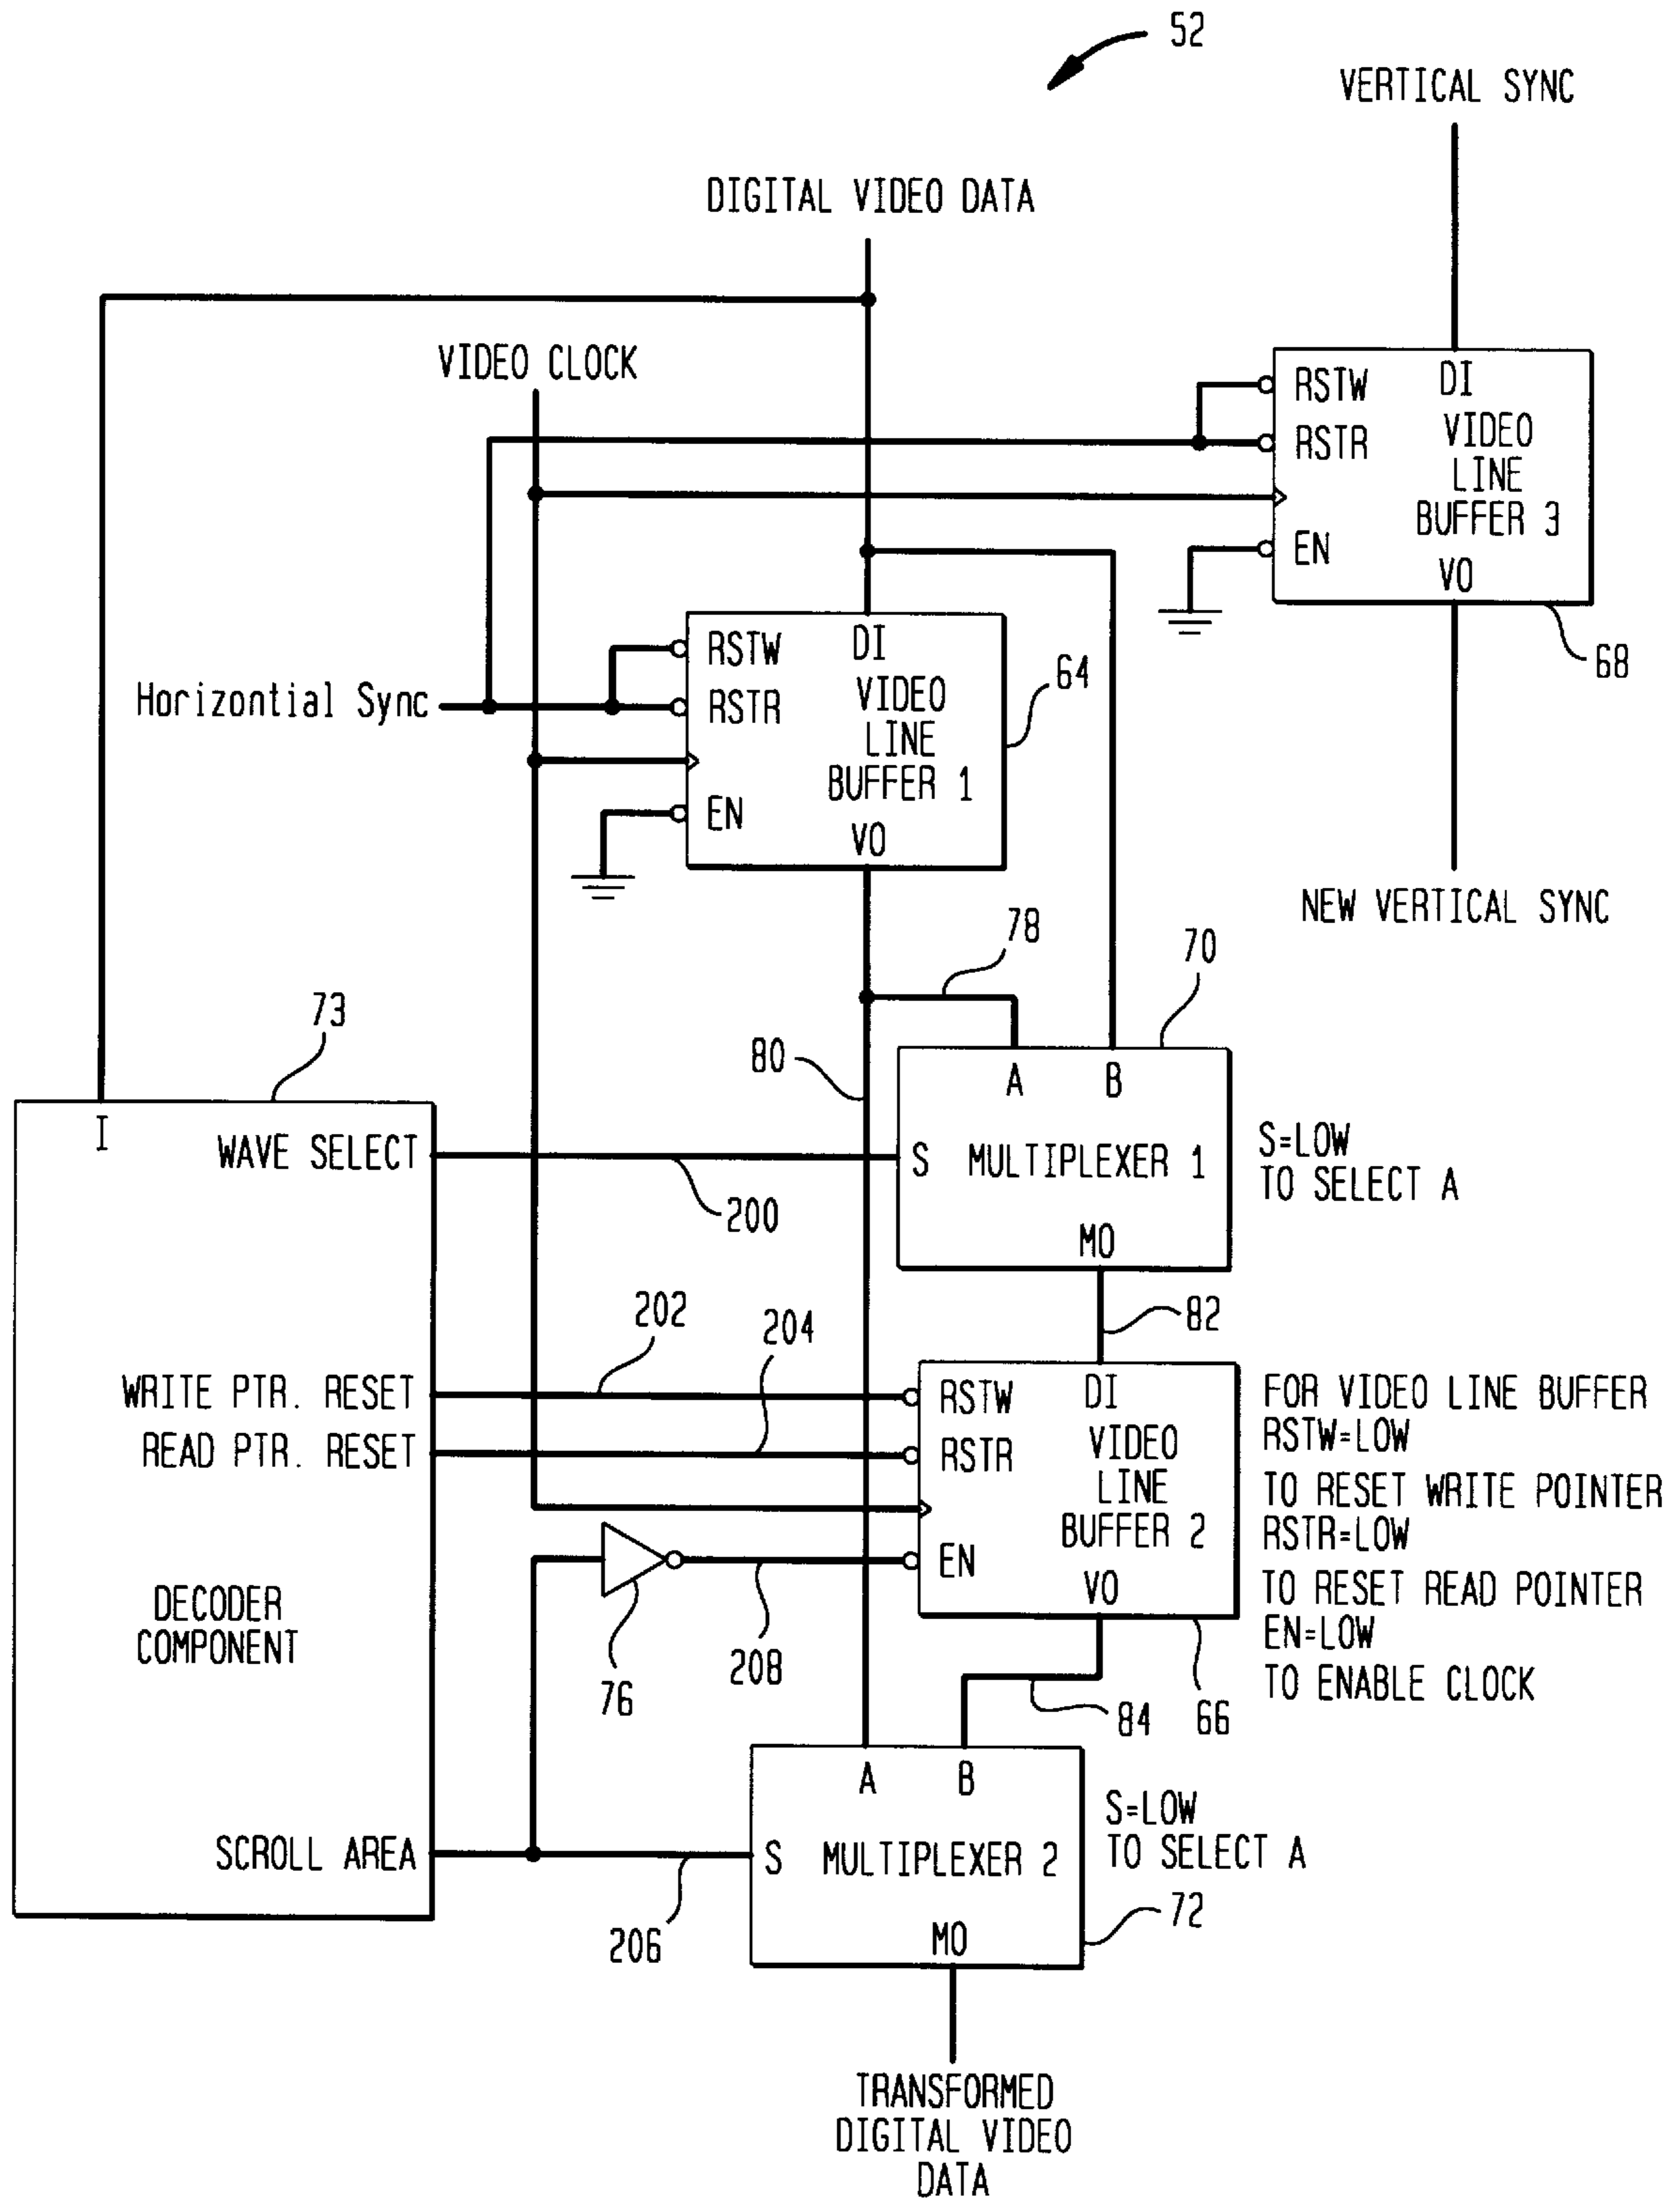 52
VERTICAL SYNC
DIGITAL VIDEO DATA
VIDEO CLOCK
RSTW
DI
RSTR
VIDEO
LINE
BUFFER 3
EN
VO
68
RSTW
DI
RSTR
VIDEO
LINE
BUFFER 1
EN
VO
64
Horizontial Sync
NEW VERTICAL SYNC
78
70
80
73
A
B
S
MULTIPLEXER 1
MO
S=LOW
TO SELECT A
I
WAVE SELECT
200
202
204
82
WRITE PTR. RESET
READ PTR. RESET
RSTW
DI
RSTR
VIDEO
LINE
BUFFER 2
EN
VO
FOR VIDEO LINE BUFFER
RSTW=LOW
TO RESET WRITE POINTER
RSTR=LOW
TO RESET READ POINTER
EN=LOW
TO ENABLE CLOCK
DECODER
COMPONENT
76
208
84
66
SCROLL AREA
206
A
B
S
MULTIPLEXER 2
MO
S=LOW
TO SELECT A
72
TRANSFORMED
DIGITAL VIDEO
DATA